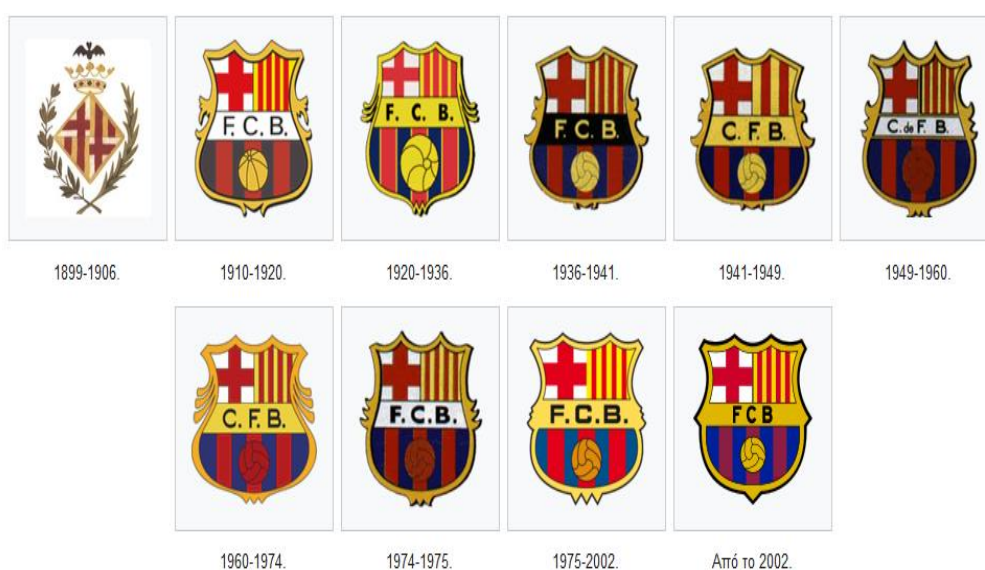 F. C. B.
F. C. B.
F. C. B.
C. F. B.
C. de F. B.
1899-1906.
1910-1920.
1920-1936.
1936-1941.
1941-1949.
1949-1960.
C. F. B.
F.C.B.
F.C.B.
FCB
1960-1974.
1974-1975.
1975-2002.
Από το 2002.